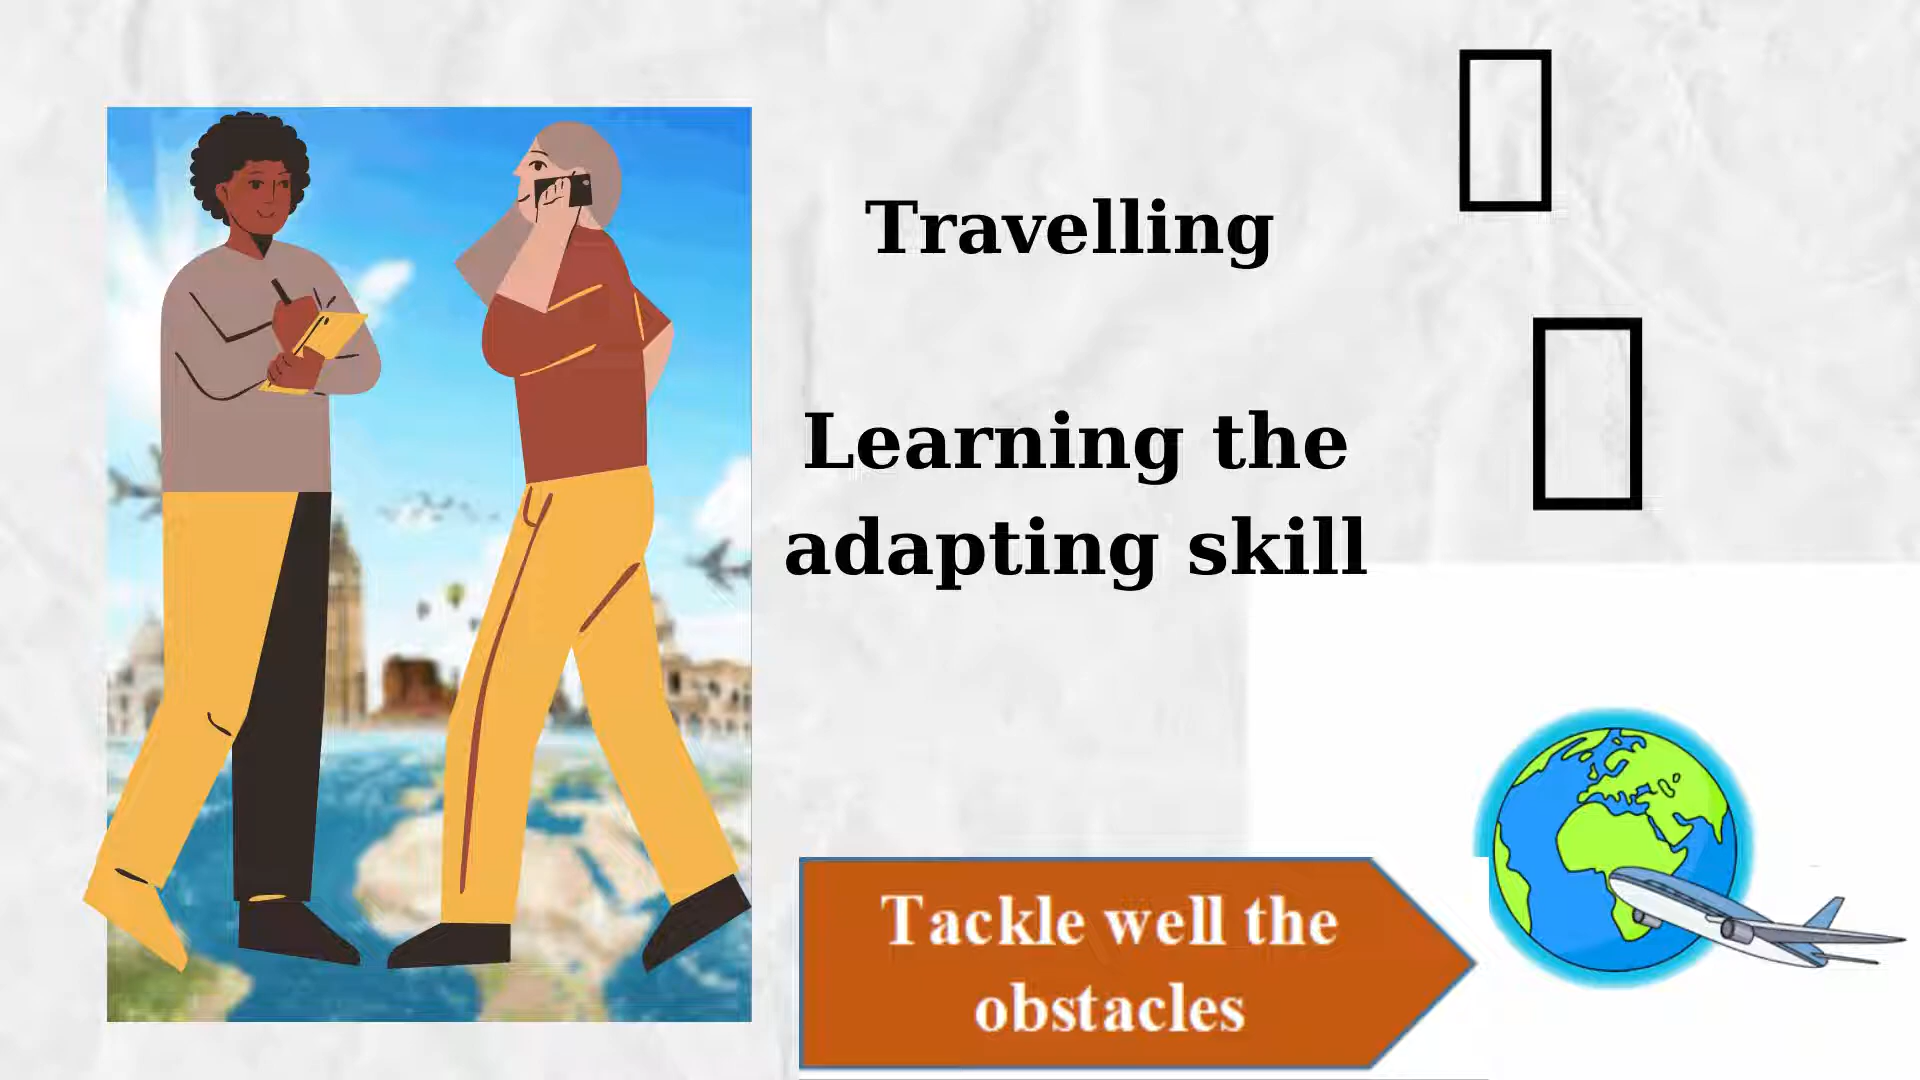 Travelling
Learning the
adapting skill
Tackle well the
obstacles